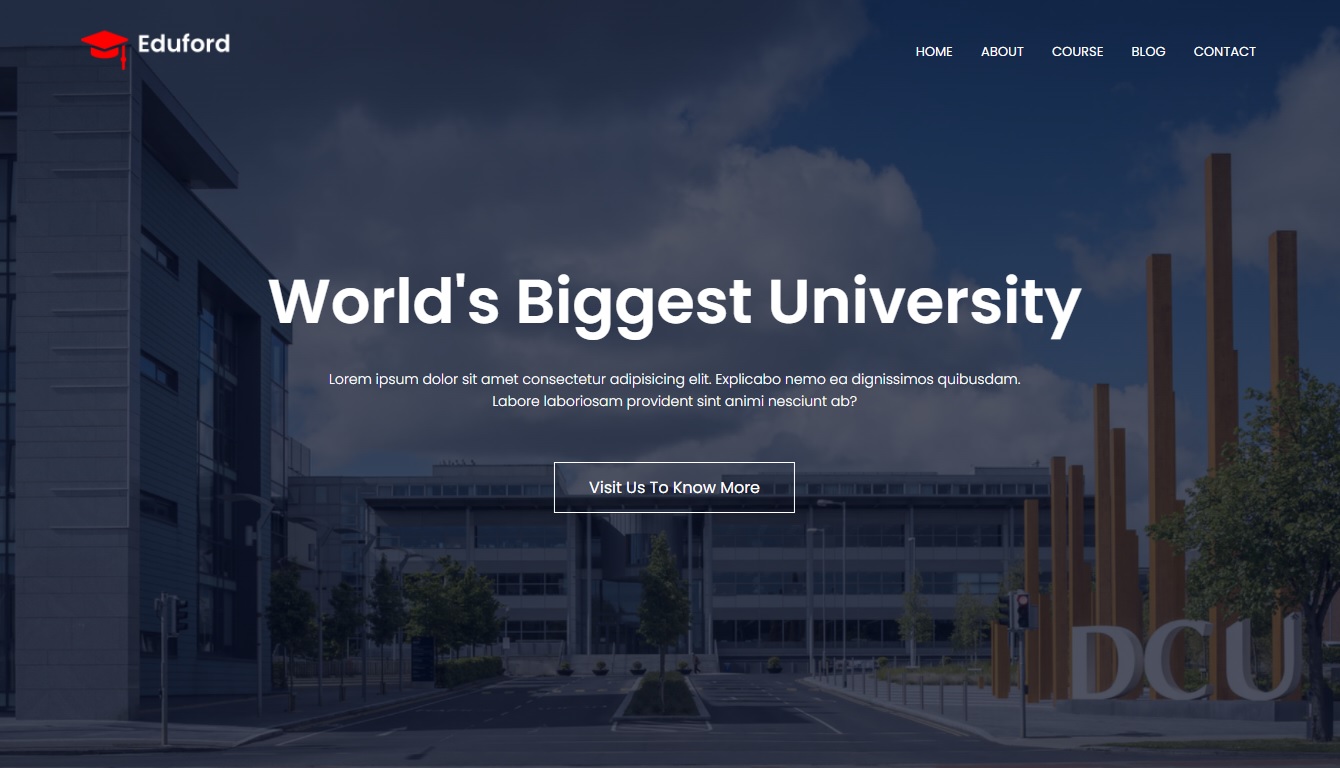 Eduford
HOME ABOUT COURSE BLOG CONTACT
World's Biggest University
Lorem ipsum dolor sit amet consectetur adipisicing elit. Explicabo nemo ea dignissimos quibusdam.
Labore laboriosam provident sint animi nesciunt ab?
Visit Us To Know More
DCU